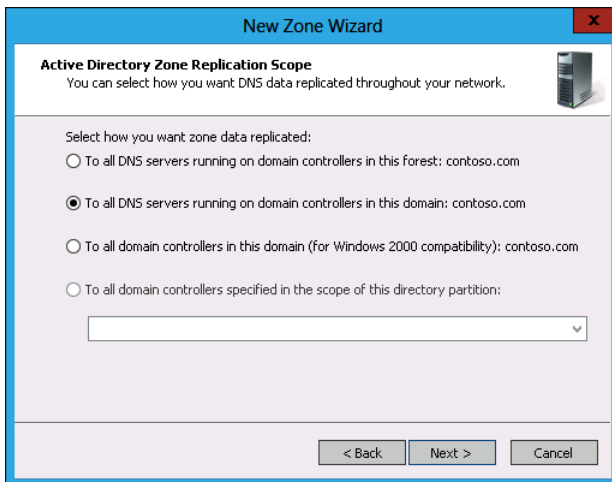 New Zone Wizard
x
Active Directory Zone Replication Scope
You can select how you want DNS data replicated throughout your network.
Select how you want zone data replicated:
To all DNS servers running on domain controllers in this forest: contoso.com
To all DNS servers running on domain controllers in this domain: contoso.com
To all domain controllers in this domain (for Windows 2000 compatibility): contoso.com
To all domain controllers specified in the scope of this directory partition:
< Back Next > Cancel